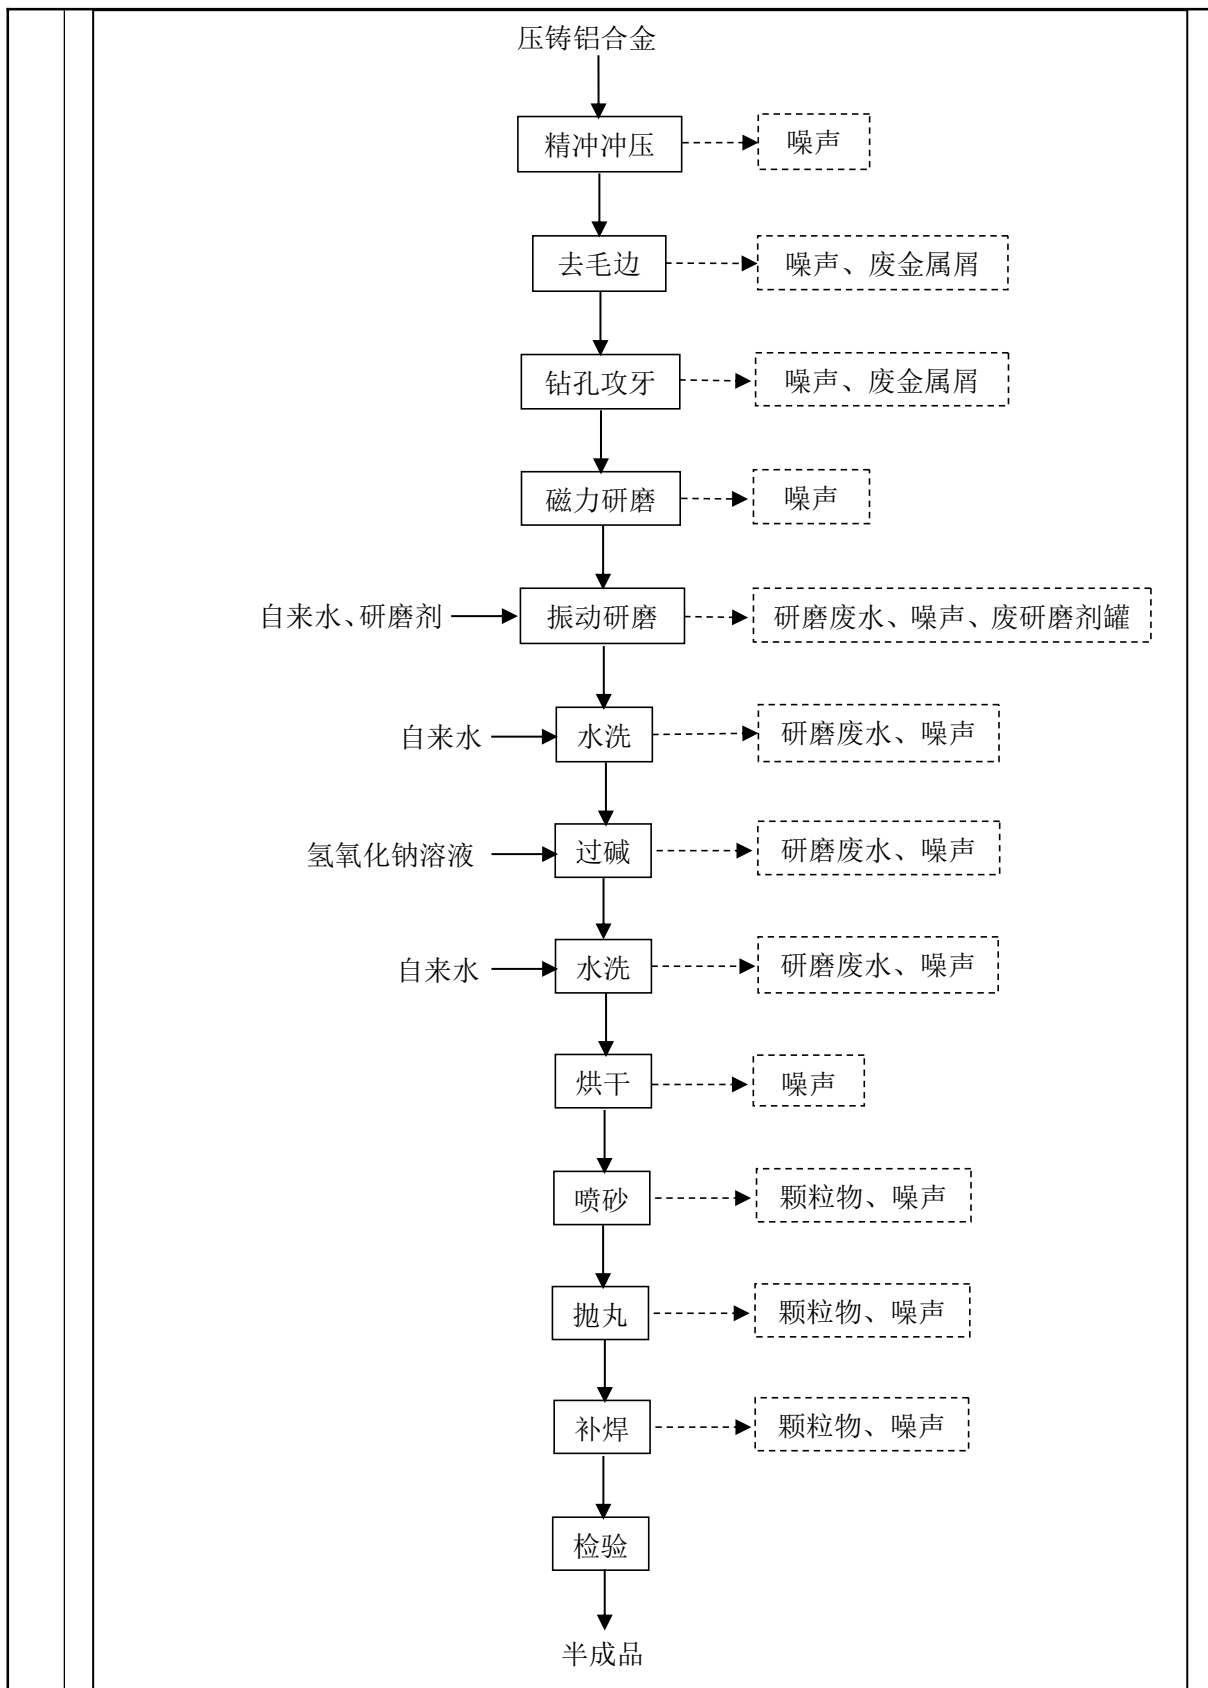 压铸铝合金
精冲冲压
噪声
去毛边
噪声、废金属屑
钻孔攻牙
噪声、废金属屑
磁力研磨
噪声
自来水、研磨剂
振动研磨
研磨废水、噪声、废研磨剂罐
自来水
水洗
研磨废水、噪声
氢氧化钠溶液
过碱
研磨废水、噪声
自来水
水洗
研磨废水、噪声
烘干
噪声
喷砂
颗粒物、噪声
抛丸
颗粒物、噪声
补焊
颗粒物、噪声
检验
半成品